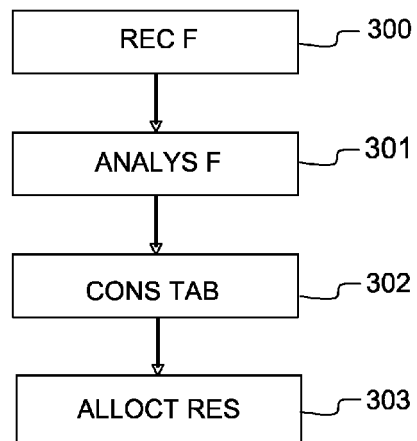 REC F 300
ANALYS F 301
CONS TAB 302
ALLOCT RES 303